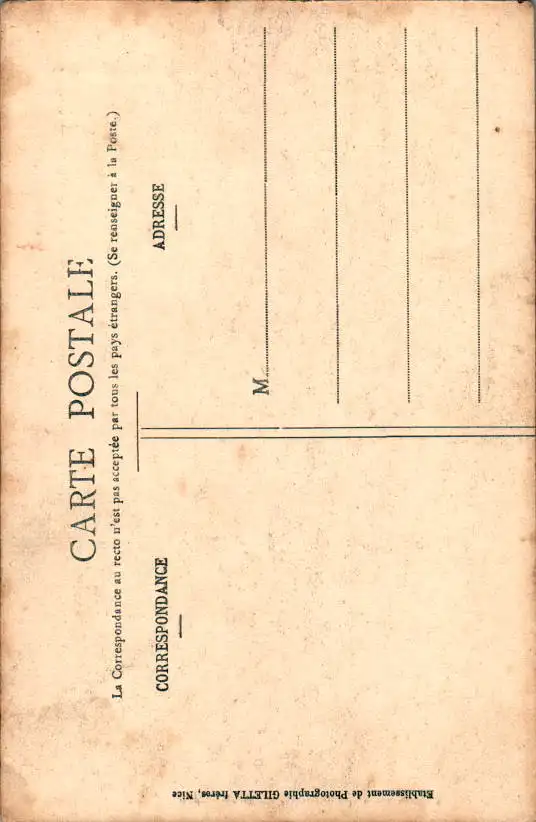 CARTE POSTALE
La Correspondance au recto n'est pas acceptée par tous les pays étrangers. (Se renseigner à la Poste.)
CORRESPONDANCE
ADRESSE
M
Etablissement de Photographie GILETTA frères, Nice